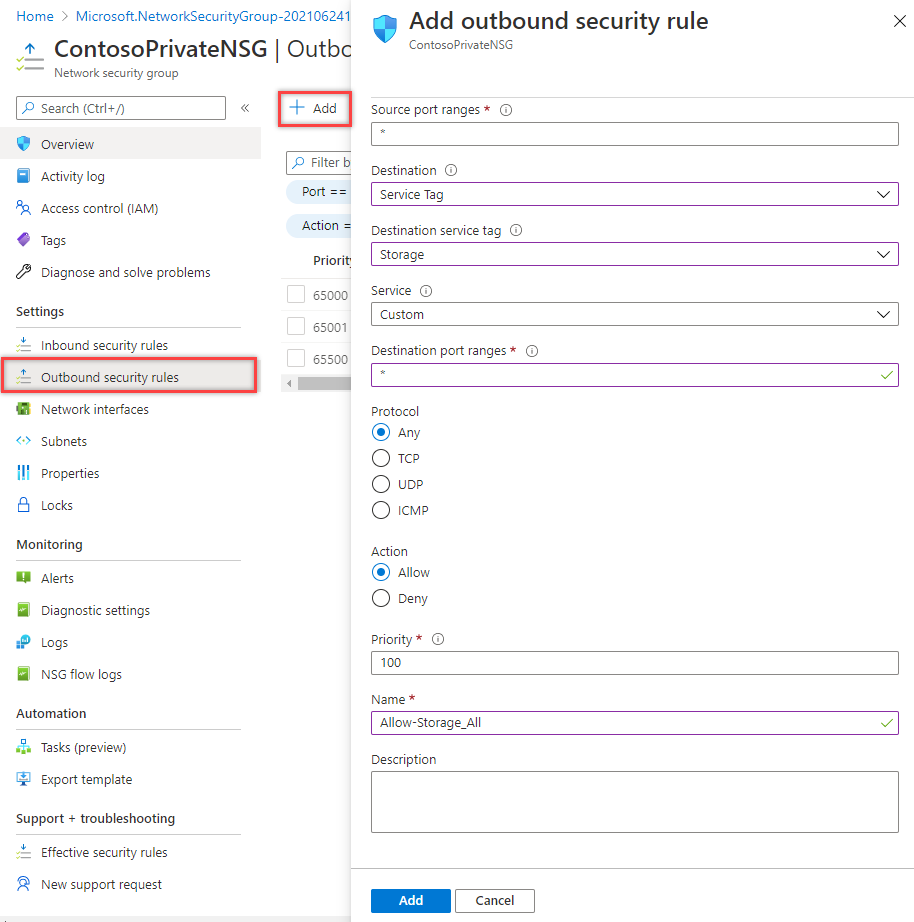 Home > Microsoft.NetworkSecurityGroup-202106241
ContosoPrivateNSG | Outbo
Network security group
Search (Ctrl+/)
«
Overview
Activity log
Access control (IAM)
Tags
Diagnose and solve problems
Settings
Inbound security rules
Outbound security rules
Network interfaces
Subnets
Properties
Locks
Monitoring
Alerts
Diagnostic settings
Logs
NSG flow logs
Automation
Tasks (preview)
Export template
Support + troubleshooting
Effective security rules
New support request
+ Add
Filter b
Port ==
Action =
Priority
65000
65001
65500
Add outbound security rule
ContosoPrivateNSG
Source port ranges *
*
Destination
Service Tag
Destination service tag
Storage
Service
Custom
Destination port ranges *
*
Protocol
Any
TCP
UDP
ICMP
Action
Allow
Deny
Priority *
100
Name *
Allow-Storage_All
Description
Add
Cancel